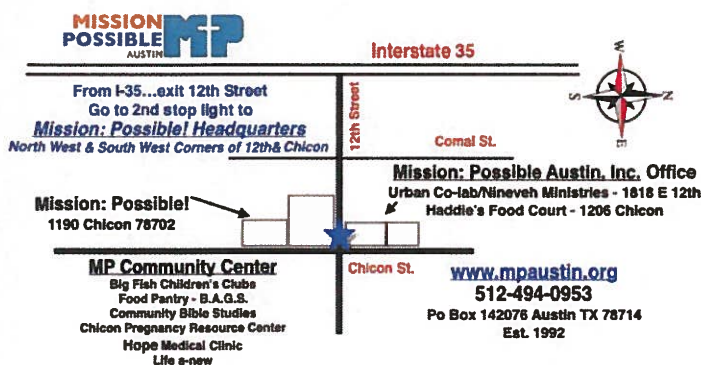 MISSION
POSSIBLE
AUSTIN
MP
Interstate 35
From I-35...exit 12th Street
Go to 2nd stop light to
Mission: Possible! Headquarters
North West & South West Corners of 12th& Chicon
12th Street
W
S
N
E
Comal St.
Mission: Possible Austin, Inc. Office
Urban Co-lab/Nineveh Ministries - 1818 E 12th
Haddie's Food Court - 1206 Chicon
Mission: Possible!
1190 Chicon 78702
Chicon St.
MP Community Center
Big Fish Children's Clubs
Food Pantry - B.A.G.S.
Community Bible Studies
Chicon Pregnancy Resource Center
Hope Medical Clinic
Life a-new
www.mpaustin.org
512-494-0953
Po Box 142076 Austin TX 78714
Est. 1992